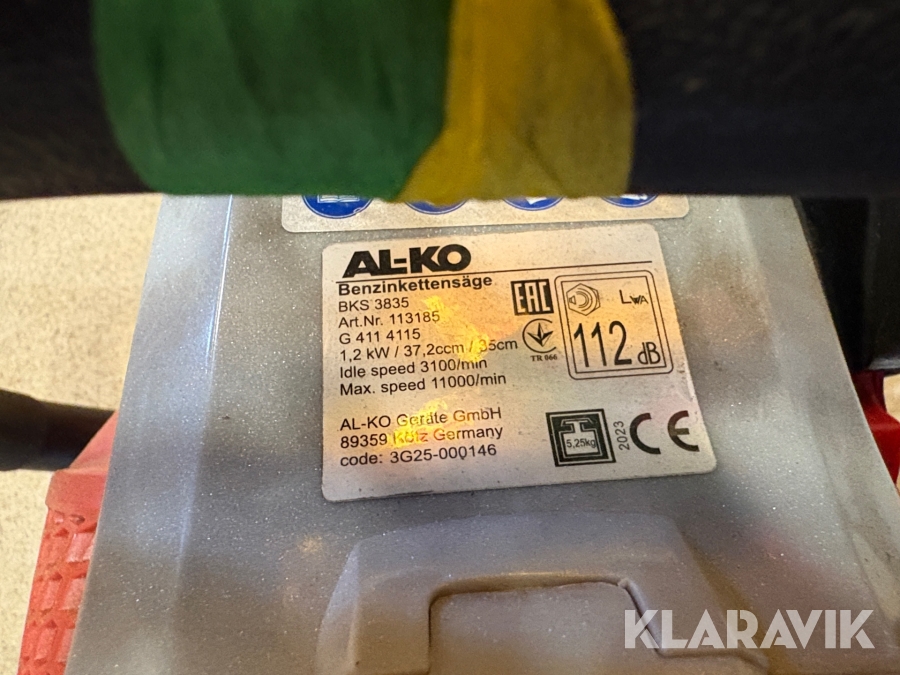 AL-KO
Benzinkettensäge
BKS 3835
Art.Nr. 113185
G 411 4115
1,2 kW / 37,2ccm / 35cm
Idle speed 3100/min
Max. speed 11000/min
EAC
TR 066
LWA
112 dB
AL-KO Geräte GmbH
89359 Kötz Germany
code: 3G25-000146
5,25kg
2023
CE
KLARAVIK